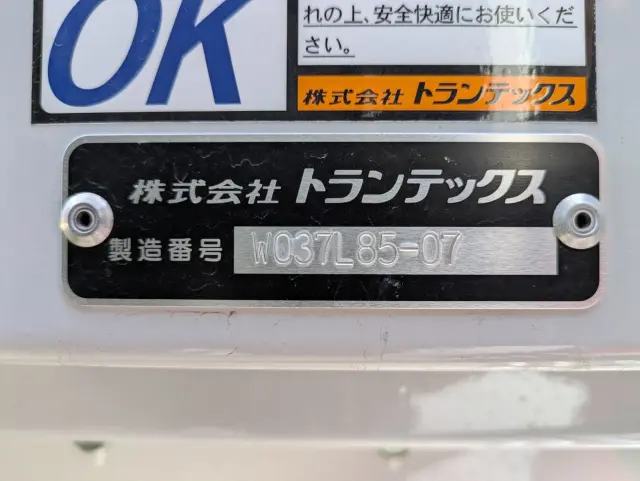 OK
れの上、安全快適にお使いくだ
さい。
株式会社 トランテックス
株式会社 トランテックス
製造番号 W037L85-07